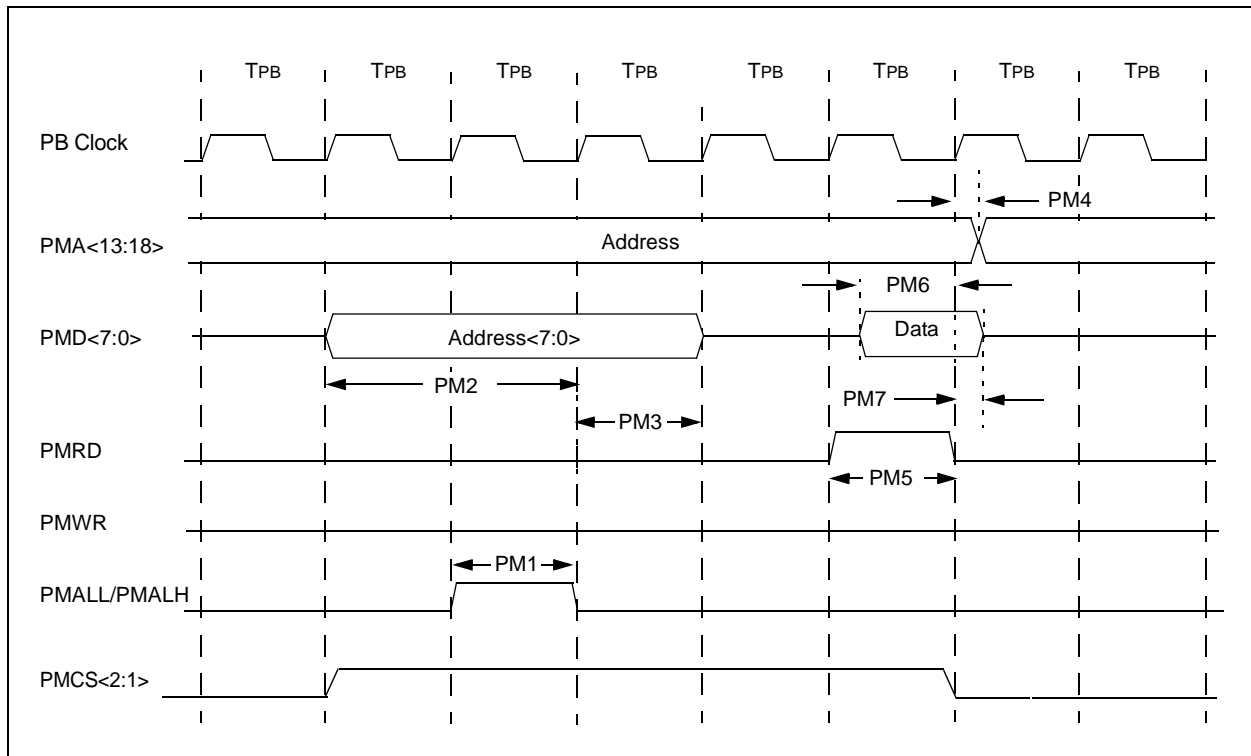 TPB TPB TPB TPB TPB TPB TPB TPB
PB Clock
PM4
PMA<13:18>
Address
PM6
PMD<7:0>
Address<7:0>
Data
PM2
PM7
PM3
PMRD
PM5
PMWR
PM1
PMALL/PMALH
PMCS<2:1>